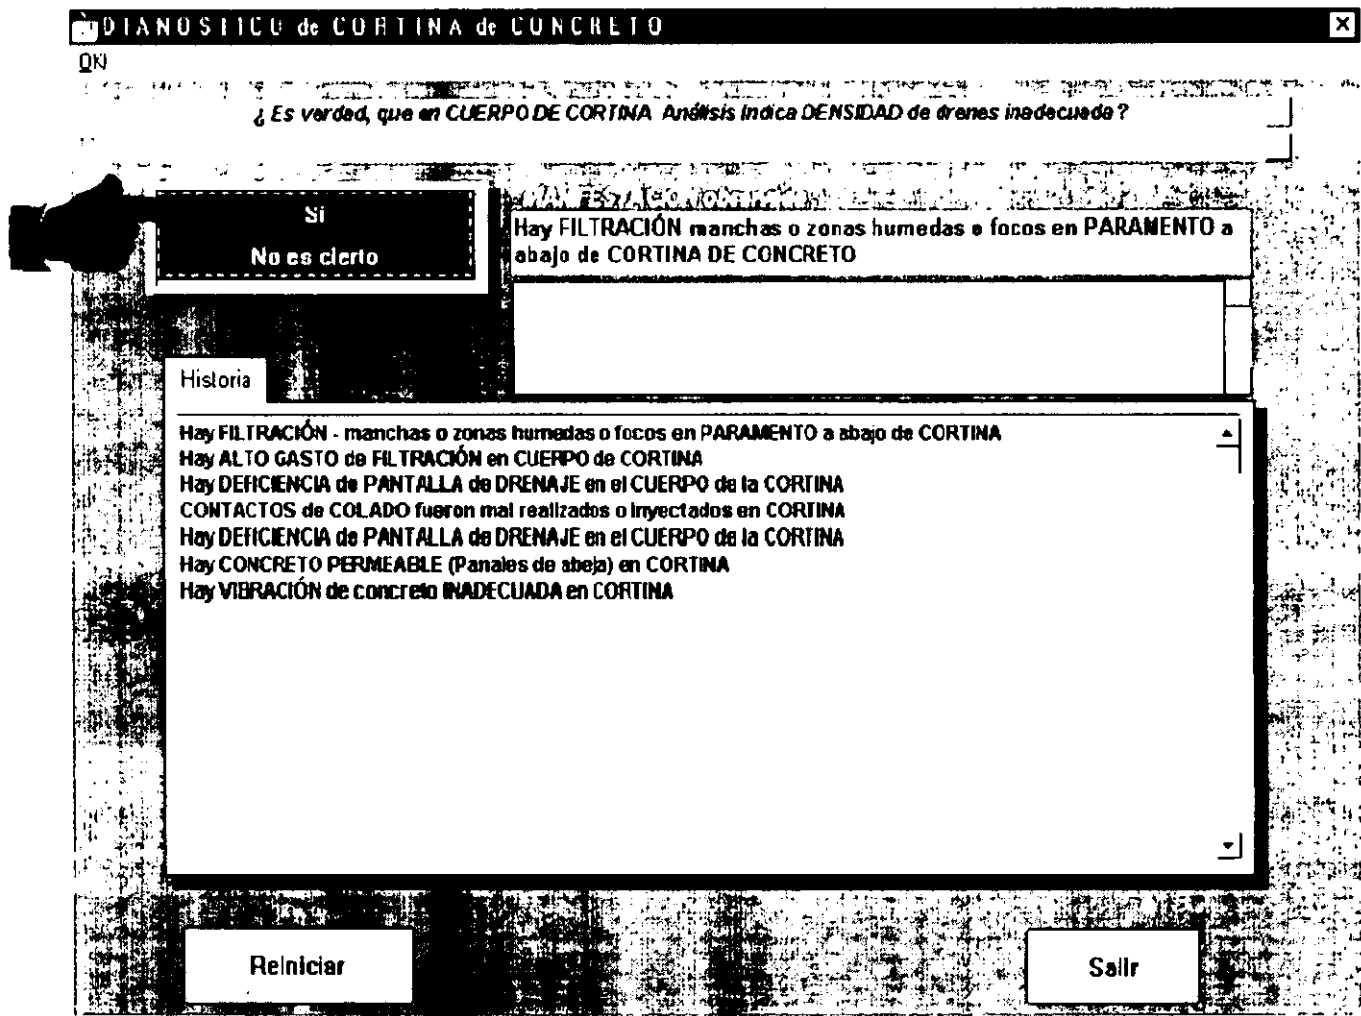 DIANOSTICO de CORTINA de CONCRETO
OK!
¿ Es verdad, que en CUERPO DE CORTINA Análisis Indica DENSIDAD de drenes inadecuada ?
Si
No es cierto
Hay FILTRACIÓN manchas o zonas humedas o focos en PARAMENTO a
abajo de CORTINA DE CONCRETO
Historia
Hay FILTRACIÓN - manchas o zonas humedas o focos en PARAMENTO a abajo de CORTINA
Hay ALTO GASTO de FILTRACIÓN en CUERPO de CORTINA
Hay DEFICIENCIA de PANTALLA de DRENAJE en el CUERPO de la CORTINA
CONTACTOS de COLADO fueron mal realizados o Inyectados en CORTINA
Hay DEFICIENCIA de PANTALLA de DRENAJE en el CUERPO de la CORTINA
Hay CONCRETO PERMEABLE (Panales de abeja) en CORTINA
Hay VIBRACIÓN de concreto INADECUADA en CORTINA
Reiniciar
Salir